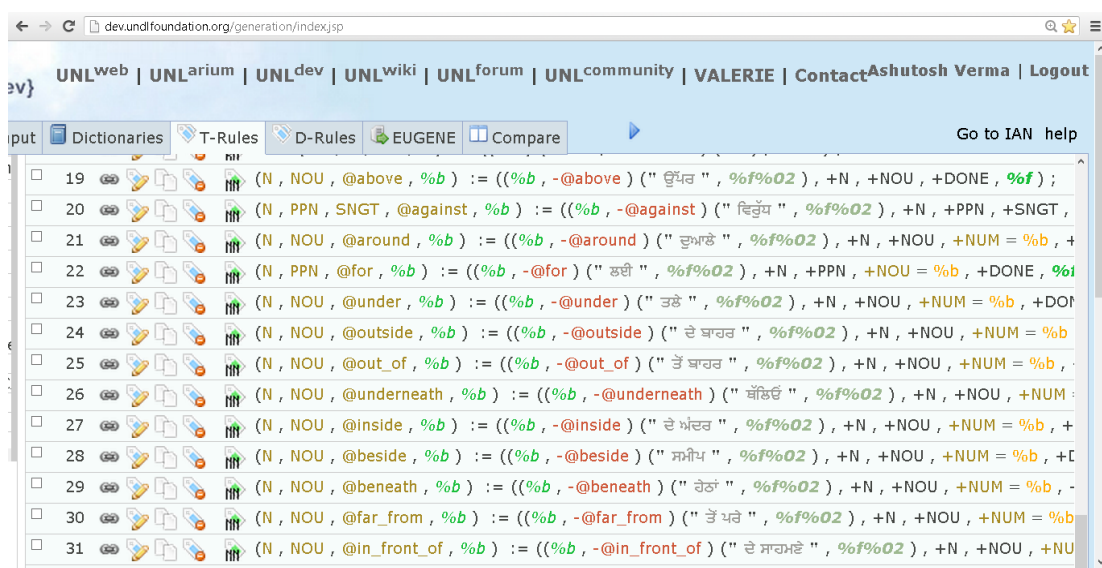 dev.undlfoundation.org/generation/index.jsp
ev}
UNLweb | UNLarium | UNLdev | UNLwiki | UNLforum | UNLcommunity | VALERIE | Contact Ashutosh Verma | Logout
Dictionaries T-Rules D-Rules EUGENE Compare Go to IAN help
19 (N , NOU , @above , %b ) := ((%b , -@above ) (" ਉੱਪਰ " , %f%02 ) , +N , +NOU , +DONE , %f ) ;
20 (N , PPN , SNGT , @against , %b ) := ((%b , -@against ) (" ਵਿਰੁੱਧ " , %f%02 ) , +N , +PPN , +SNGT ,
21 (N , NOU , @around , %b ) := ((%b , -@around ) (" ਦੁਆਲੇ " , %f%02 ) , +N , +NOU , +NUM = %b , +
22 (N , PPN , @for , %b ) := ((%b , -@for ) (" ਲਈ " , %f%02 ) , +N , +PPN , +NOU = %b , +DONE , %f
23 (N , NOU , @under , %b ) := ((%b , -@under ) (" ਤਲੇ " , %f%02 ) , +N , +NOU , +NUM = %b ,
24 (N , NOU , @outside , %b ) := ((%b , -@outside ) (" ਦੇ ਬਾਹਰ " , %f%02 ) , +N , +NOU , +NUM = %b
25 (N , NOU , @out_of , %b ) := ((%b , -@out_of ) (" ਤੋਂ ਬਾਹਰ " , %f%02 ) , +N , +NOU , +NUM = %b ,
26 (N , NOU , @underneath , %b ) := ((%b , -@underneath ) (" ਥੱਲਿਓਂ " , %f%02 ) , +N , +NOU , +NUM
27 (N , NOU , @inside , %b ) := ((%b , -@inside ) (" ਦੇ ਅੰਦਰ " , %f%02 ) , +N , +NOU , +NUM = %b , +
28 (N , NOU , @beside , %b ) := ((%b , -@beside ) (" ਸਮੀਪ " , %f%02 ) , +N , +NOU , +NUM = %b ,
29 (N , NOU , @beneath , %b ) := ((%b , -@beneath ) (" ਹੇਠਾਂ " , %f%02 ) , +N , +NOU , +NUM = %b ,
30 (N , NOU , @far_from , %b ) := ((%b , -@far_from ) (" ਤੋਂ ਪਰੇ " , %f%02 ) , +N , +NOU , +NUM = %b
31 (N , NOU , @in_front_of , %b ) := ((%b , -@in_front_of ) (" ਦੇ ਸਾਹਮਣੇ " , %f%02 ) , +N , +NOU ,